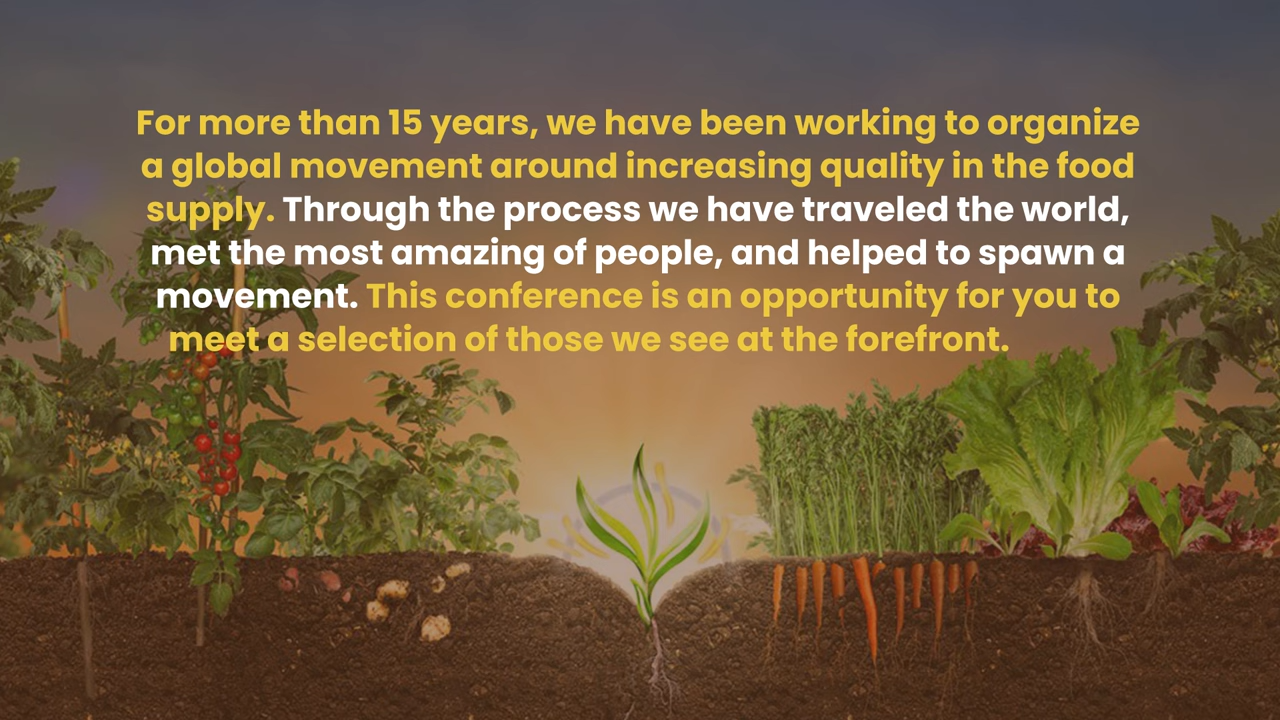 For more than 15 years, we have been working to organize
a global movement around increasing quality in the food
supply. Through the process we have traveled the world,
met the most amazing of people, and helped to spawn a
movement. This conference is an opportunity for you to
meet a selection of those we see at the forefront.